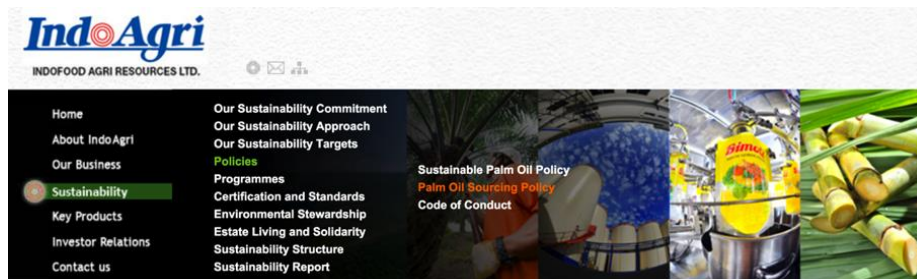 IndoAgri
INDOFOOD AGRI RESOURCES LTD.
Home
About IndoAgri
Our Business
Sustainability
Key Products
Investor Relations
Contact us
Our Sustainability Commitment
Our Sustainability Approach
Our Sustainability Targets
Policies
Programmes
Certification and Standards
Environmental Stewardship
Estate Living and Solidarity
Sustainability Structure
Sustainability Report
Sustainable Palm Oil Policy
Palm Oil Sourcing Policy
Code of Conduct
Bimoli